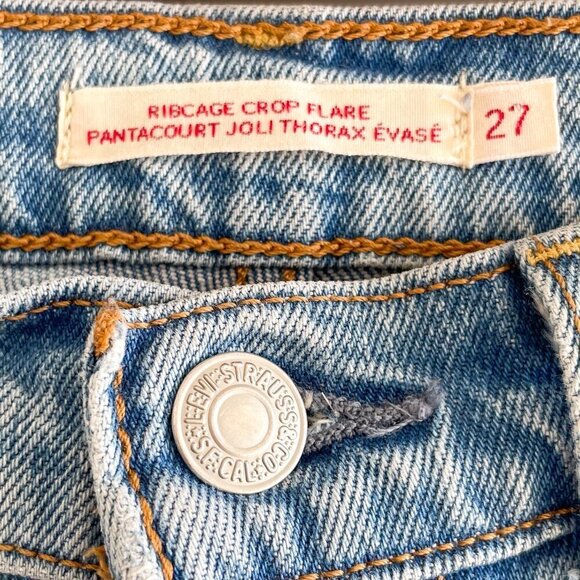 RIBCAGE CROP FLARE
PANTACOURT JOLI THORAX ÉVASÉ
27
LEVI STRAUSS & CO.
S.F. CAL.